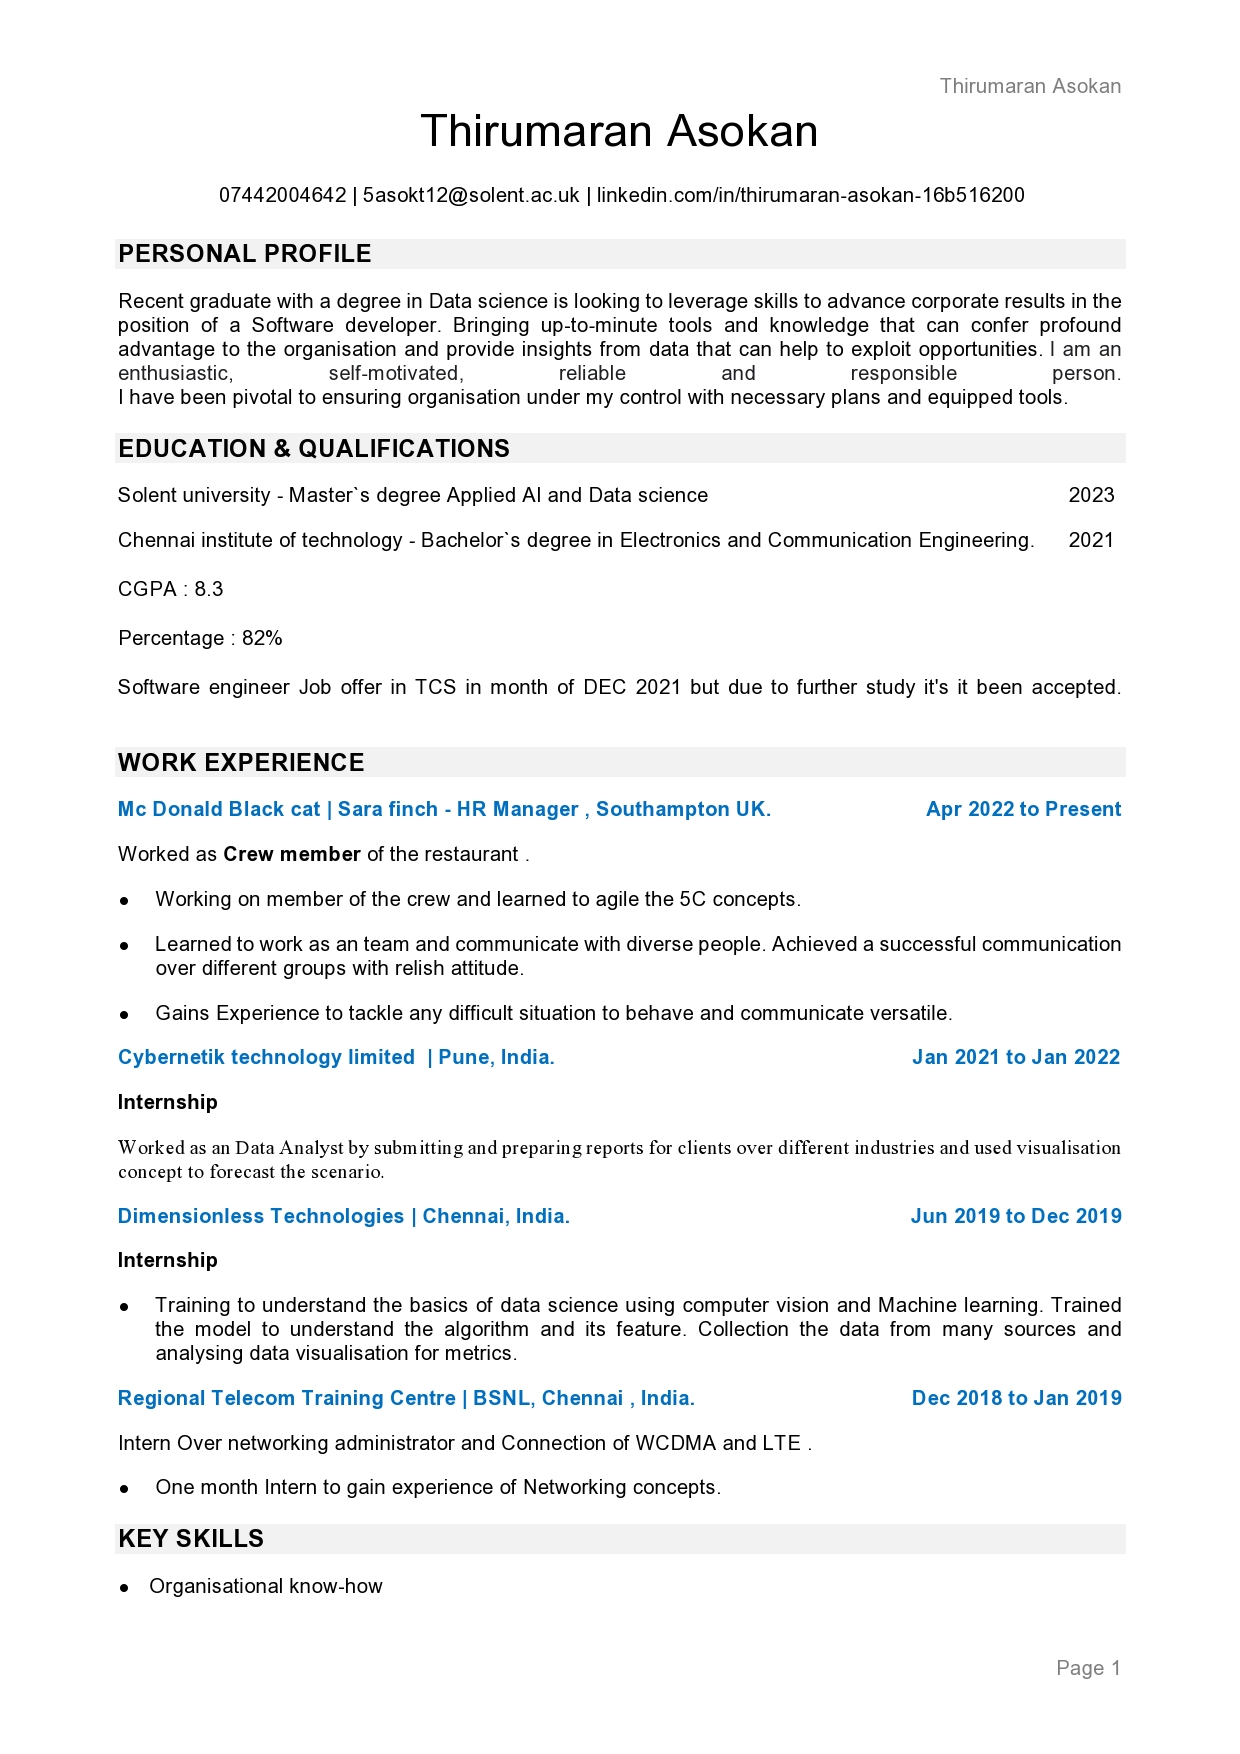 Thirumaran Asokan
Thirumaran Asokan
07442004642 | 5asokt12@solent.ac.uk | linkedin.com/in/thirumaran-asokan-16b516200
PERSONAL PROFILE
Recent graduate with a degree in Data science is looking to leverage skills to advance corporate results in the
position of a Software developer. Bringing up-to-minute tools and knowledge that can confer profound
advantage to the organisation and provide insights from data that can help to exploit opportunities. I am an
enthusiastic, self-motivated, reliable and responsible person.
I have been pivotal to ensuring organisation under my control with necessary plans and equipped tools.
EDUCATION & QUALIFICATIONS
Solent university - Master`s degree Applied AI and Data science 2023
Chennai institute of technology - Bachelor`s degree in Electronics and Communication Engineering. 2021
CGPA : 8.3
Percentage : 82%
Software engineer Job offer in TCS in month of DEC 2021 but due to further study it's it been accepted.
WORK EXPERIENCE
Mc Donald Black cat | Sara finch - HR Manager , Southampton UK. Apr 2022 to Present
Worked as Crew member of the restaurant .
● Working on member of the crew and learned to agile the 5C concepts.
● Learned to work as an team and communicate with diverse people. Achieved a successful communication
over different groups with relish attitude.
● Gains Experience to tackle any difficult situation to behave and communicate versatile.
Cybernetik technology limited | Pune, India. Jan 2021 to Jan 2022
Internship
Worked as an Data Analyst by submitting and preparing reports for clients over different industries and used visualisation
concept to forecast the scenario.
Dimensionless Technologies | Chennai, India. Jun 2019 to Dec 2019
Internship
● Training to understand the basics of data science using computer vision and Machine learning. Trained
the model to understand the algorithm and its feature. Collection the data from many sources and
analysing data visualisation for metrics.
Regional Telecom Training Centre | BSNL, Chennai , India. Dec 2018 to Jan 2019
Intern Over networking administrator and Connection of WCDMA and LTE .
● One month Intern to gain experience of Networking concepts.
KEY SKILLS
● Organisational know-how
Page 1